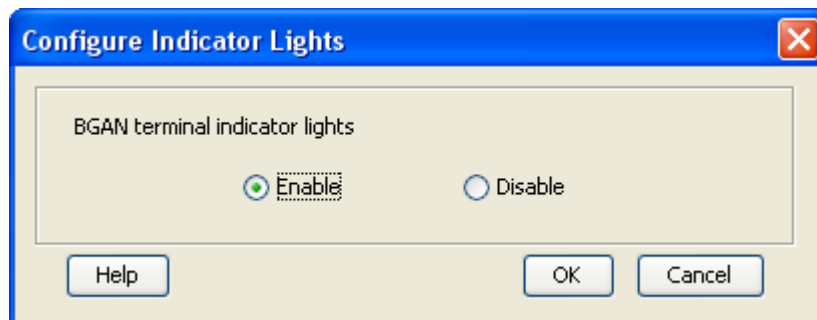 Configure Indicator Lights
BGAN terminal indicator lights
Enable Disable
Help OK Cancel